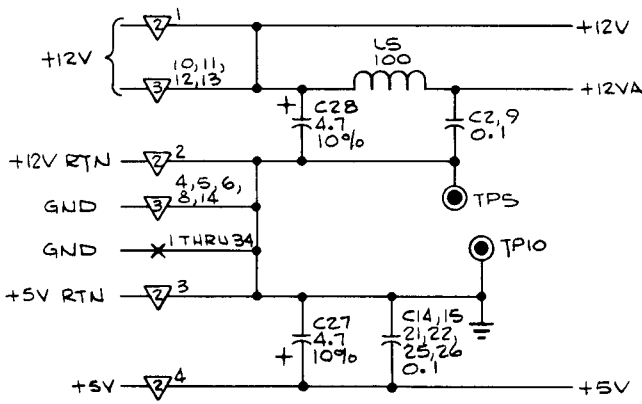 2 1
+12V
L5
100
+12V
3 10, 11,
12, 13
+12VA
+ C28
4.7
10%
C2, 9
0.1
+12V RTN 2 2
GND 3 4, 5, 6,
8, 14
TP5
GND 1 THRU 34
TP10
+5V RTN 2 3
C27
4.7
+ 10%
C14, 15
21, 22,
25, 26
0.1
+5V 2 4
+5V